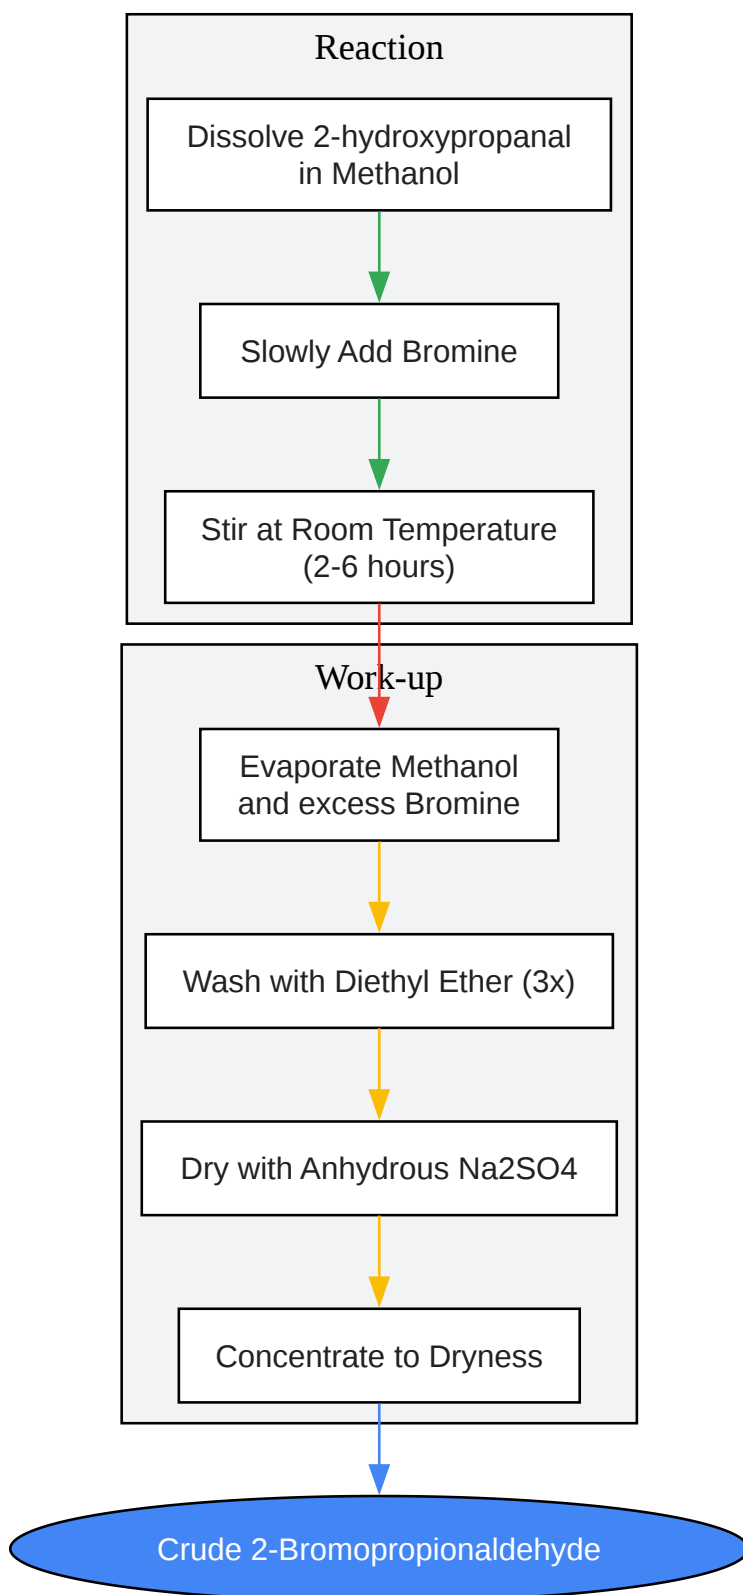 Reaction
Dissolve 2-hydroxypropanal
in Methanol
Slowly Add Bromine
Stir at Room Temperature
(2-6 hours)
Work-up
Evaporate Methanol
and excess Bromine
Wash with Diethyl Ether (3x)
Dry with Anhydrous Na2SO4
Concentrate to Dryness
Crude 2-Bromopropionaldehyde